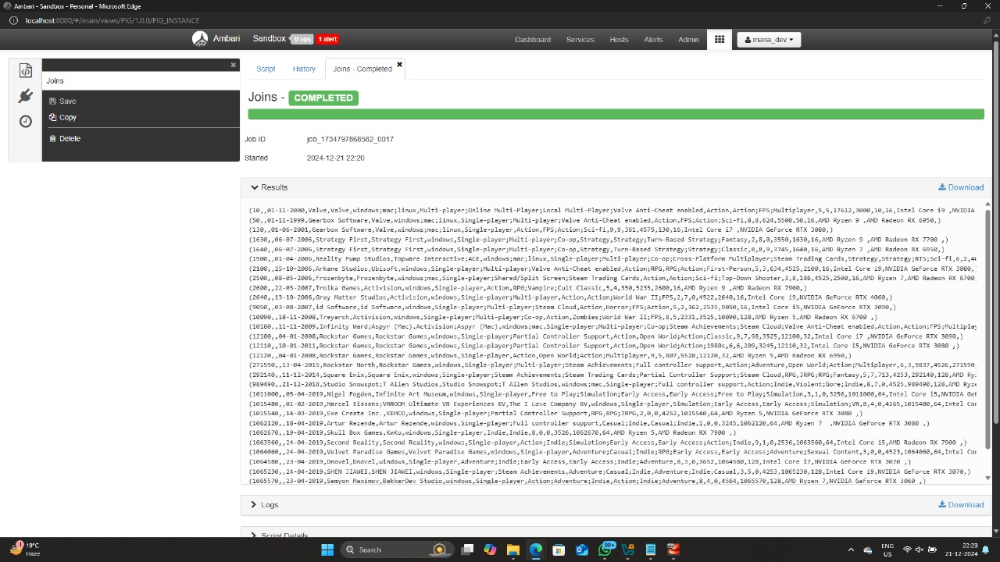 Ambari - Sandbox - Personal - Microsoft Edge
localhost:8080/#/main/views/PIG/1.0.0/PIG_INSTANCE
Ambari Sandbox 0 ops 1 alert Dashboard Services Hosts Alerts Admin maria_dev
Joins
Save
Copy
Delete
Script History Joins - Completed
Joins - COMPLETED
Job ID job_1734797868582_0017
Started 2024-12-21 22:20
Results Download
(10,,01-11-2000,Valve,Valve,windows;mac;linux,Multi-player;Online Multi-Player;Local Multi-Player;Valve Anti-Cheat enabled,Action,Action;FPS;Multiplayer,5,5,17612,3000,10,16,Intel Core i9 ,NVIDIA
(50,,01-11-1999,Gearbox Software,Valve,windows;mac;linux,Single-player;Multi-player;Valve Anti-Cheat enabled,Action,FPS;Action;Sci-fi,8,8,624,5500,50,16,AMD Ryzen 9 ,AMD Radeon RX 6950,)
(130,,01-06-2001,Gearbox Software,Valve,windows;mac;linux,Single-player,Action,FPS;Action;Sci-fi,9,9,361,4575,130,16,Intel Core i7 ,NVIDIA GeForce RTX 3080,)
(1630,,06-07-2006,Strategy First,Strategy First,windows,Single-player;Multi-player;Co-op,Strategy,Strategy;Turn-Based Strategy;Fantasy,2,8,0,3550,1630,16,AMD Ryzen 9 ,AMD Radeon RX 7700 ,)
(1640,,06-07-2006,Strategy First,Strategy First,windows,Single-player;Multi-player;Co-op,Strategy,Turn-Based Strategy;Strategy;Classic,8,8,9,3745,1640,16,AMD Ryzen 7 ,AMD Radeon RX 6950,)
(1900,,01-04-2006,Reality Pump Studios,Topware Interactive;ACE,windows;mac;linux,Single-player;Multi-player;Co-op;Cross-Platform Multiplayer;Steam Trading Cards,Strategy,Strategy;RTS;Sci-fi,6,2,4
(2100,,25-10-2006,Arkane Studios,Ubisoft,windows,Single-player;Multi-player;Valve Anti-Cheat enabled,Action;RPG,RPG;Action;First-Person,5,3,634,4525,2100,16,Intel Core i9,NVIDIA GeForce RTX 3080 ,
(2500,,08-05-2006,Frozenbyte,Frozenbyte,windows;mac,Single-player;Shared/Split Screen;Steam Trading Cards,Action,Action;Sci-fi;Top-Down Shooter,3,8,186,4525,2500,16,AMD Ryzen 7,AMD Radeon RX 6700
(2600,,22-03-2007,Troika Games,Activision,windows,Single-player,Action,RPG;Vampire;Cult Classic,5,4,350,5235,2600,16,AMD Ryzen 9 ,AMD Radeon RX 7900,)
(2640,,13-10-2006,Gray Matter Studios,Activision,windows,Single-player;Multi-player,Action,Action;World War II;FPS,2,7,0,4522,2640,16,Intel Core i9,NVIDIA GeForce RTX 4060,)
(9050,,03-08-2007,id Software,id Software,windows,Single-player;Multi-player;Steam Cloud,Action,Horror;FPS;Action,5,2,362,2535,9050,16,Intel Core i5,NVIDIA GeForce RTX 3090,)
(10090,,18-11-2008,Treyarch,Activision,windows,Single-player;Multi-player;Co-op,Action,Zombies;World War II;FPS,8,5,2331,3525,10090,128,AMD Ryzen 5,AMD Radeon RX 6700 ,)
(10180,,11-11-2009,Infinity Ward;Aspyr (Mac),Activision;Aspyr (Mac),windows;mac,Single-player;Multi-player;Co-op;Steam Achievements;Steam Cloud;Valve Anti-Cheat enabled,Action,Action;FPS;Multiplay
(12100,,04-01-2008,Rockstar Games,Rockstar Games,windows,Single-player;Partial Controller Support,Action,Open World;Action;Classic,9,7,98,3525,12100,32,Intel Core i7 ,NVIDIA GeForce RTX 3090,)
(12110,,10-01-2011,Rockstar Games,Rockstar Games,windows,Single-player;Partial Controller Support,Action,Open World;Action;1980s,6,6,209,3245,12110,32,Intel Core i5,NVIDIA GeForce RTX 3080 ,)
(12120,,04-01-2008,Rockstar Games,Rockstar Games,windows,Single-player,Action,Open World;Action;Multiplayer,9,5,807,5520,12120,32,AMD Ryzen 5,AMD Radeon RX 6950,)
(271590,,13-04-2015,Rockstar North,Rockstar Games,windows,Single-player;Multi-player;Steam Achievements;Full controller support,Action;Adventure,Open World;Action;Multiplayer,6,3,9837,4526,271590,
(292140,,11-12-2014,Square Enix,Square Enix,windows,Single-player;Steam Achievements;Steam Trading Cards;Partial Controller Support;Steam Cloud,RPG,JRPG;RPG;Fantasy,5,7,713,4253,292140,128,AMD Ry
(989490,,21-12-2018,Studio Snowspot;T Allen Studios,Studio Snowspot;T Allen Studios,windows;mac,Single-player;Full controller support,Action;Indie,Violent;Gore;Indie,8,7,0,4525,989490,128,AMD Ryz
(1011000,,05-04-2019,Nigel Fogden,Infinite Art Museum,windows,Single-player,Free to Play;Simulation;Early Access,Early Access;Free to Play;Simulation,3,1,0,3256,1011000,64,Intel Core i5,NVIDIA GeF
(1015480,,01-02-2019,Marcel Eissens;VRROOM Ultimate VR Experiences BV,The I Love Company BV,windows,Single-player,Simulation;Early Access,Early Access;Simulation;VR,8,4,0,4265,1015480,64,Intel Cor
(1015540,,14-03-2019,Exe Create Inc.,KEMCO,windows,Single-player;Partial Controller Support,RPG,RPG;JRPG,2,0,0,4252,1015540,64,AMD Ryzen 5,NVIDIA GeForce RTX 3080 ,)
(1062120,,18-04-2019,Artur Rezende,Artur Rezende,windows,Single-player;Full controller support,Casual;Indie,Casual;Indie,1,0,0,3245,1062120,64,AMD Ryzen 7 ,NVIDIA GeForce RTX 3080 ,)
(1062670,,19-04-2019,Skull Box Games,KwKo,windows,Single-player,Indie,Indie,8,0,0,3526,1062670,64,AMD Ryzen 5,AMD Radeon RX 7900 ,)
(1063560,,24-04-2019,Second Reality,Second Reality,windows,Single-player,Action;Indie;Simulation;Early Access,Early Access;Action;Indie,9,1,0,2536,1063560,64,Intel Core i5,AMD Radeon RX 7900 ,)
(1064060,,24-04-2019,Velvet Paradise Games,Velvet Paradise Games,windows,Single-player,Adventure;Casual;Indie;RPG;Early Access,Early Access;Adventure;Sexual Content,3,0,0,4523,1064060,64,Intel Cor
(1064580,,23-04-2019,Dnovel,Dnovel,windows,Single-player,Adventure;Indie;Early Access,Early Access;Indie;Adventure,8,3,0,3652,1064580,128,Intel Core i7,NVIDIA GeForce RTX 3070 ,)
(1065230,,24-04-2019,SMEN JIAWEI,SMEN JIAWEI,windows,Single-player;Steam Achievements,Adventure;Casual;Indie,Adventure;Indie;Casual,3,5,0,4253,1065230,128,Intel Core i9,NVIDIA GeForce RTX 3070,)
(1065570,,23-04-2019,Semyon Maximov,BekkerDev Studio,windows,Single-player,Action;Adventure;Indie,Action;Indie;Adventure,8,4,0,4564,1065570,128,AMD Ryzen 7,NVIDIA GeForce RTX 3060 ,)
Logs Download
Script Details
19°C
Haze
Search
99+
ENG
US
22:23
21-12-2024